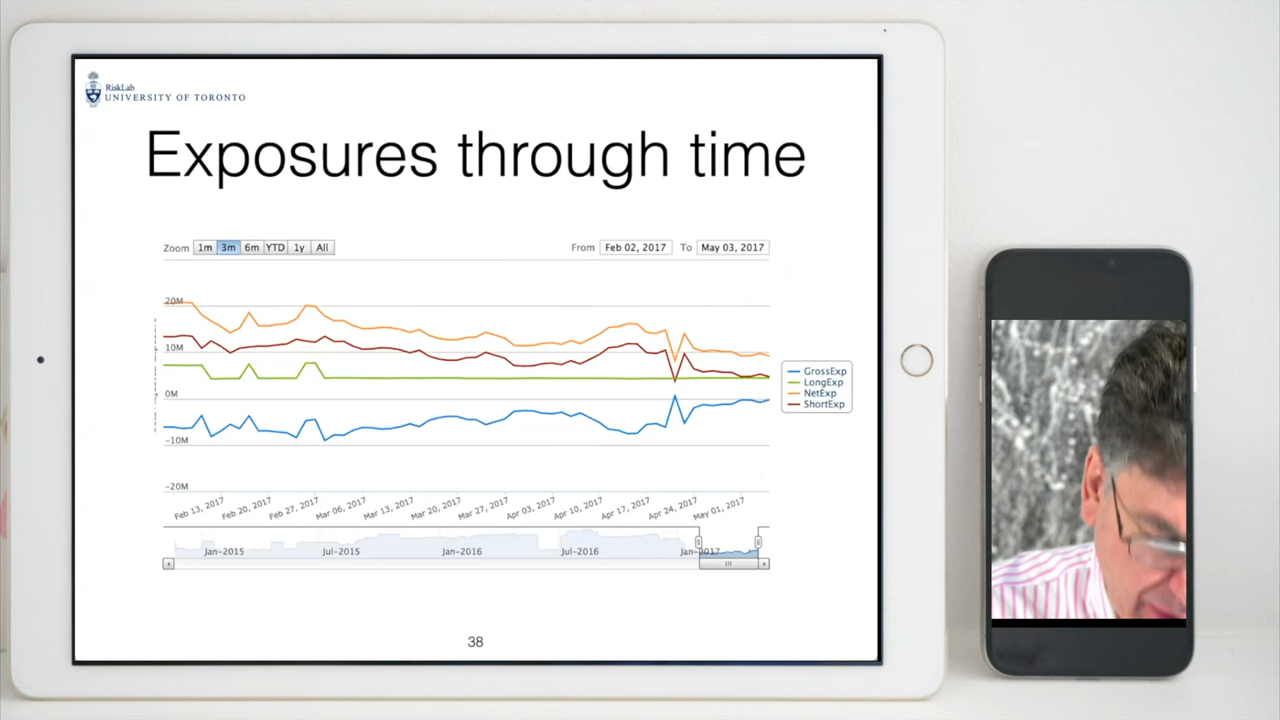 RiskLab
UNIVERSITY OF TORONTO
Exposures through time
Zoom 1m 3m 6m YTD 1y All From Feb 02, 2017 To May 03, 2017
20M
10M
0M
-10M
-20M
GrossExp
LongExp
NetExp
ShortExp
Feb 13, 2017 Feb 20, 2017 Feb 27, 2017 Mar 06, 2017 Mar 13, 2017 Mar 20, 2017 Mar 27, 2017 Apr 03, 2017 Apr 10, 2017 Apr 17, 2017 Apr 24, 2017 May 01, 2017
Jan-2015 Jul-2015 Jan-2016 Jul-2016 Jan-2017
38